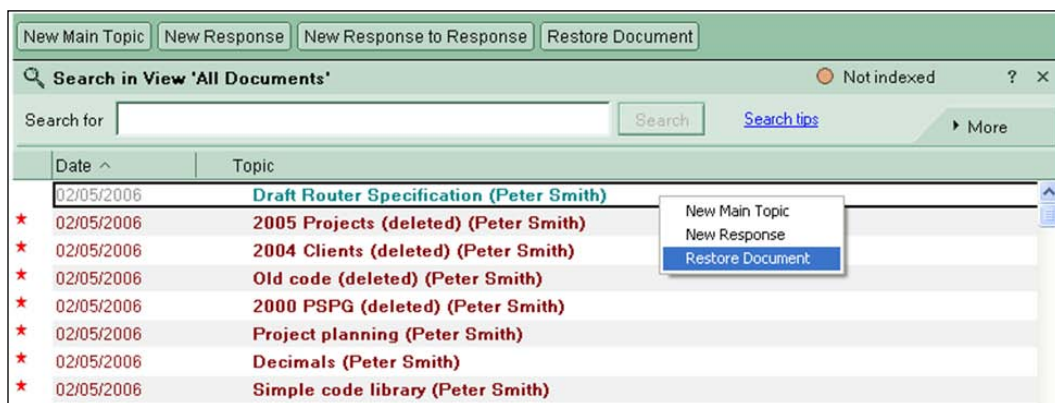 New Main Topic New Response New Response to Response Restore Document
Search in View 'All Documents' Not indexed ? ×
Search for Search Search tips More
Date Topic
02/05/2006 Draft Router Specification (Peter Smith)
02/05/2006 2005 Projects (deleted) (Peter Smith)
02/05/2006 2004 Clients (deleted) (Peter Smith)
02/05/2006 Old code (deleted) (Peter Smith)
02/05/2006 2000 PSPG (deleted) (Peter Smith)
02/05/2006 Project planning (Peter Smith)
02/05/2006 Decimals (Peter Smith)
02/05/2006 Simple code library (Peter Smith)
New Main Topic
New Response
Restore Document